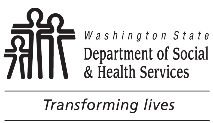 Washington State
Department of Social
& Health Services
Transforming lives